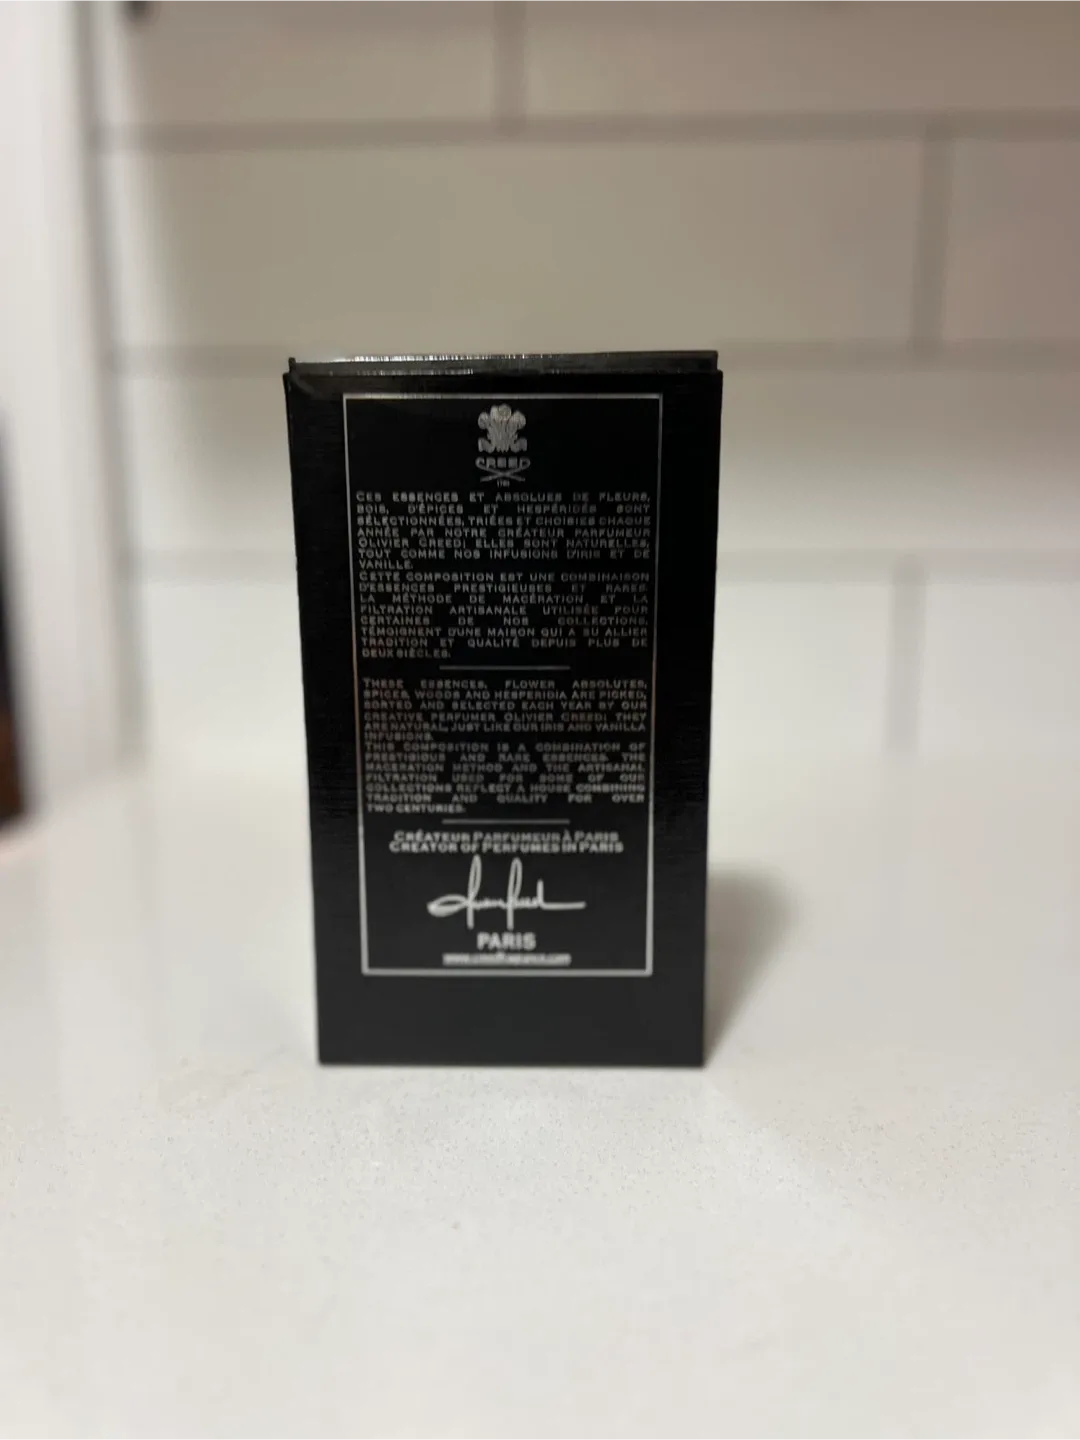 CREED
1760
CES ESSENCES ET ABSOLUES DE FLEURS,
BOIS, D'ÉPICES ET HESPÉRIDÉS SONT
SÉLECTIONNÉES, TRIÉES ET CHOISIES CHAQUE
ANNÉE PAR NOTRE CRÉATEUR PARFUMEUR
OLIVIER CREED; ELLES SONT NATURELLES,
TOUT COMME NOS INFUSIONS D'IRIS ET DE
VANILLE.
CETTE COMPOSITION EST UNE COMBINAISON
D'ESSENCES PRESTIGIEUSES ET RARES.
LA MÉTHODE DE MACÉRATION ET LA
FILTRATION ARTISANALE UTILISÉE POUR
CERTAINES DE NOS COLLECTIONS,
TÉMOIGNENT D'UNE MAISON QUI A SU ALLIER
TRADITION ET QUALITÉ DEPUIS PLUS DE
DEUX SIÈCLES.
THESE ESSENCES, FLOWER ABSOLUTES,
SPICES, WOODS AND HESPERIDIA ARE PICKED,
SORTED AND SELECTED EACH YEAR BY OUR
CREATIVE PERFUMER OLIVIER CREED; THEY
ARE NATURAL, JUST LIKE OUR IRIS AND VANILLA
INFUSIONS.
THIS COMPOSITION IS A COMBINATION OF
PRESTIGIOUS AND RARE ESSENCES. THE
MACERATION METHOD AND THE ARTISANAL
FILTRATION USED FOR SOME OF OUR
COLLECTIONS REFLECT A HOUSE COMBINING
TRADITION AND QUALITY FOR OVER
TWO CENTURIES.
CRÉATEUR PARFUMEUR À PARIS
CREATOR OF PERFUMES IN PARIS
PARIS